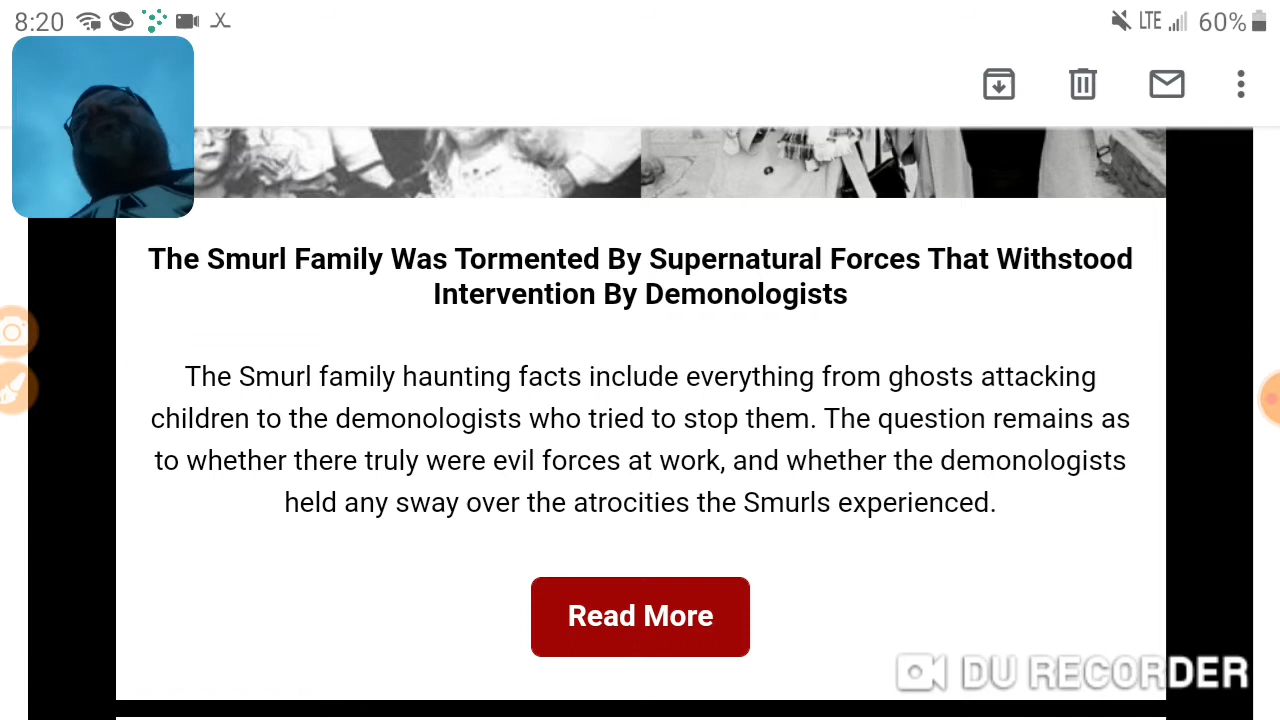 8:20
LTE 60%
The Smurl Family Was Tormented By Supernatural Forces That Withstood
Intervention By Demonologists
The Smurl family haunting facts include everything from ghosts attacking
children to the demonologists who tried to stop them. The question remains as
to whether there truly were evil forces at work, and whether the demonologists
held any sway over the atrocities the Smurls experienced.
Read More
DU RECORDER